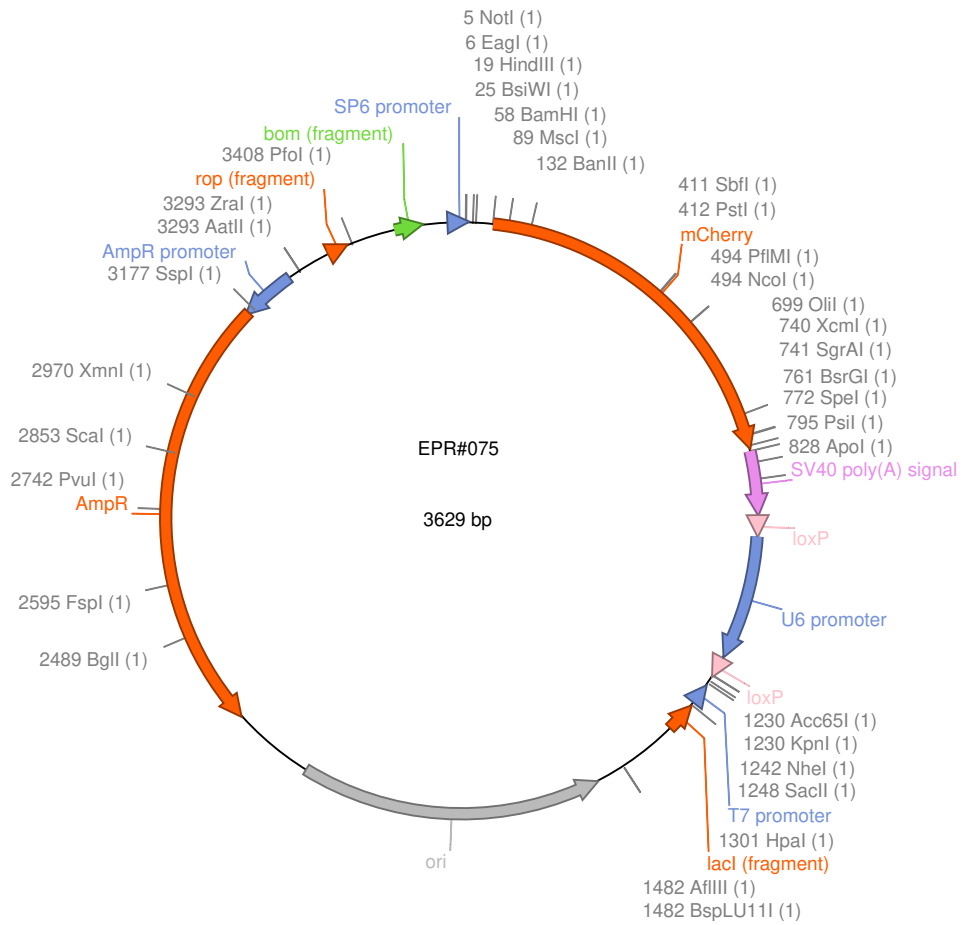 5 NotI (1)
6 EagI (1)
19 HindIII (1)
25 BsiWI (1)
58 BamHI (1)
89 MscI (1)
132 BanII (1)
SP6 promoter
bom (fragment)
3408 PfoI (1)
rop (fragment)
3293 ZraI (1)
3293 AatII (1)
AmpR promoter
3177 SspI (1)
2970 XmnI (1)
2853 ScaI (1)
2742 PvuI (1)
AmpR
2595 FspI (1)
2489 BglI (1)
411 SbfI (1)
412 PstI (1)
mCherry
494 PflMI (1)
494 NcoI (1)
699 OliI (1)
740 XcmI (1)
741 SgrAI (1)
761 BsrGI (1)
772 SpeI (1)
795 PsiI (1)
828 ApoI (1)
SV40 poly(A) signal
loxP
U6 promoter
loxP
1230 Acc65I (1)
1230 KpnI (1)
1242 NheI (1)
1248 SacII (1)
T7 promoter
1301 HpaI (1)
lacI (fragment)
1482 AflIII (1)
1482 BspLU11I (1)
ori
EPR#075
3629 bp